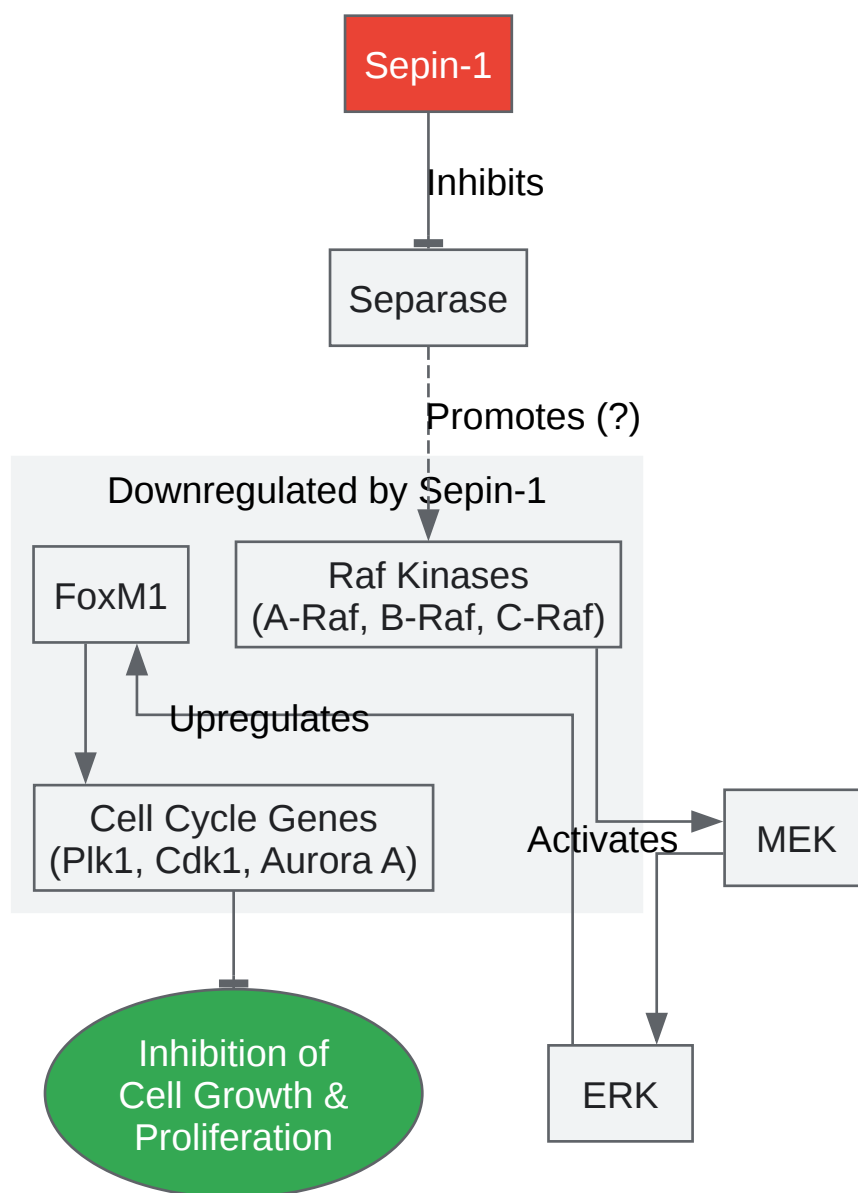 Sepin-1
Inhibits
Separase
Promotes (?)
Downregulated by Sepin-1
FoxM1
Raf Kinases
(A-Raf, B-Raf, C-Raf)
Upregulates
Cell Cycle Genes
(Plk1, Cdk1, Aurora A)
Activates
MEK
Inhibition of
Cell Growth &
Proliferation
ERK